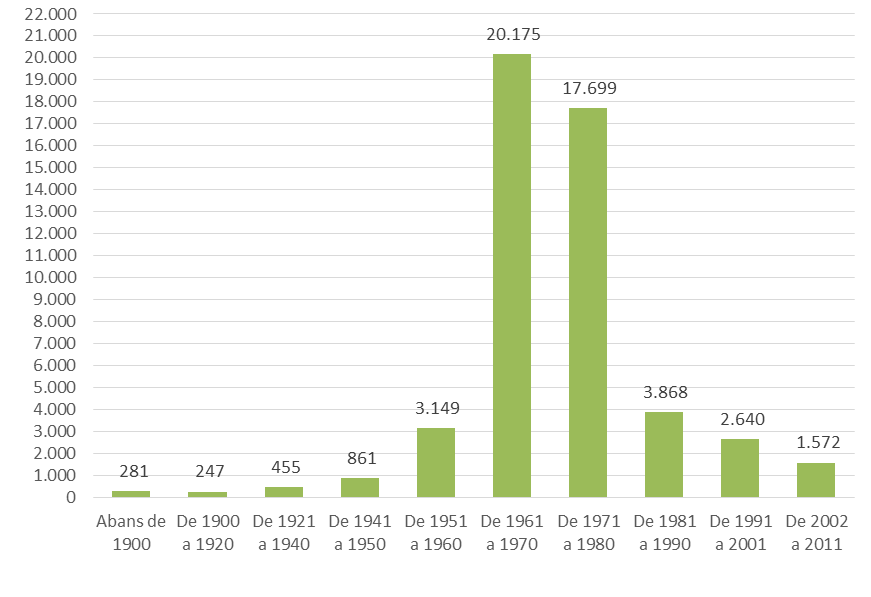 22.000
21.000
20.000
19.000
18.000
17.000
16.000
15.000
14.000
13.000
12.000
11.000
10.000
9.000
8.000
7.000
6.000
5.000
4.000
3.000
2.000
1.000
0
281
247
455
861
3.149
20.175
17.699
3.868
2.640
1.572
Abans de
1900
De 1900
a 1920
De 1921
a 1940
De 1941
a 1950
De 1951
a 1960
De 1961
a 1970
De 1971
a 1980
De 1981
a 1990
De 1991
a 2001
De 2002
a 2011